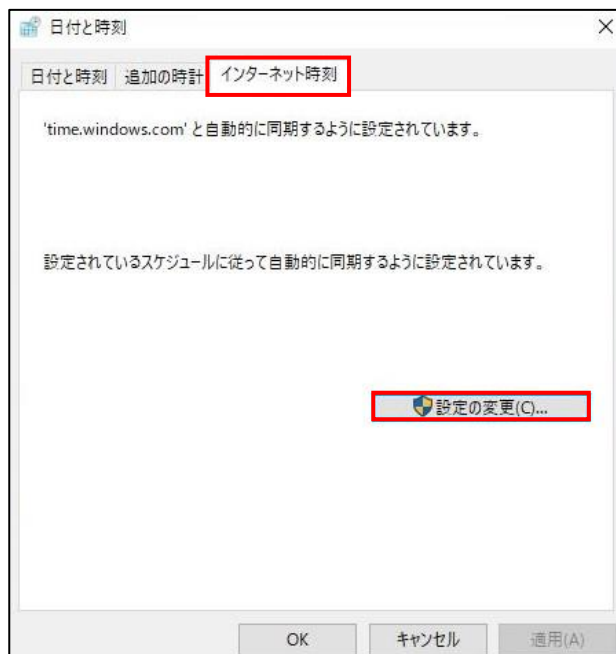 日付と時刻
日付と時刻 追加の時計 インターネット時刻
'time.windows.com' と自動的に同期するように設定されています。
設定されているスケジュールに従って自動的に同期するように設定されています。
設定の変更(C)...
OK キャンセル 適用(A)